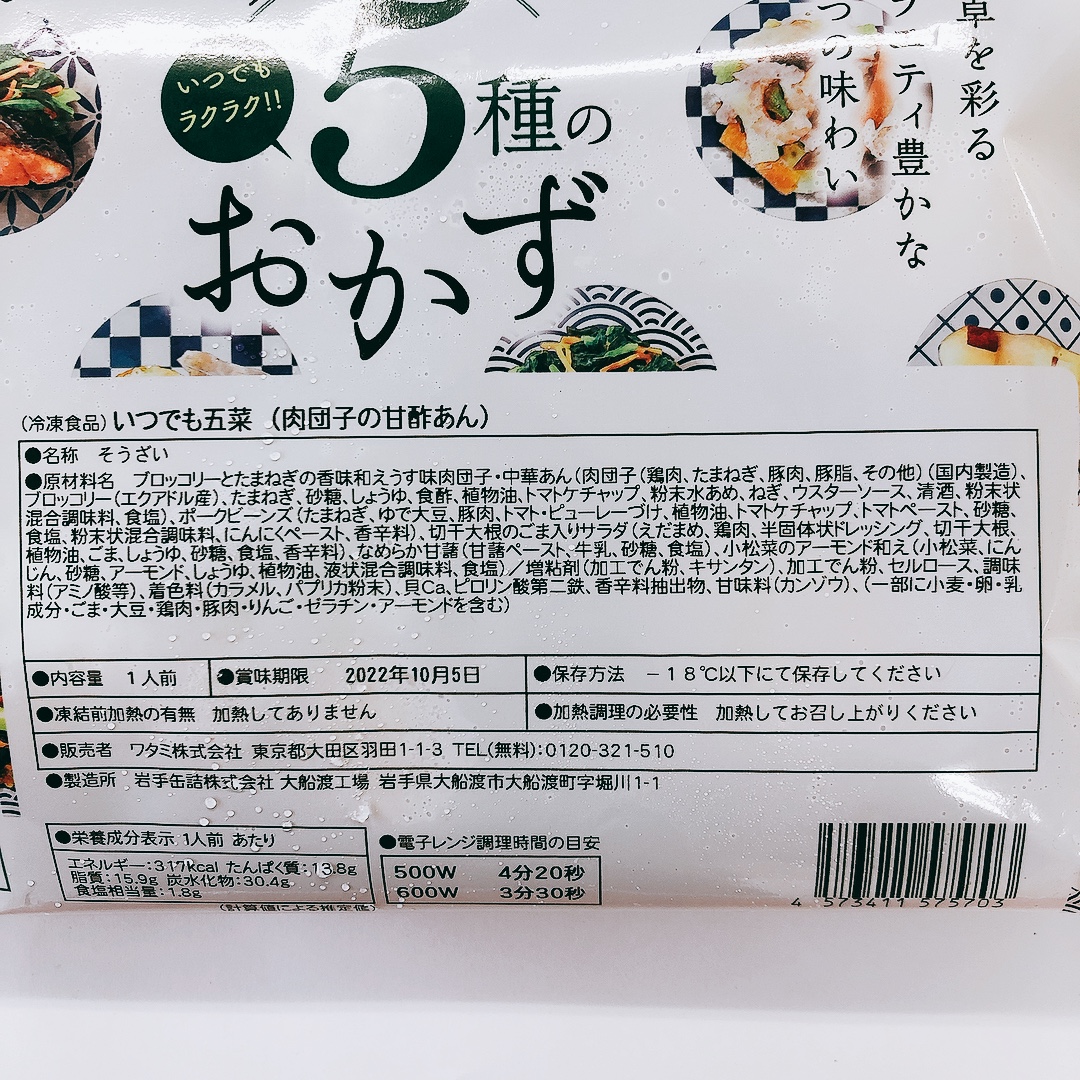 いつでも
ラクラク!!
5種の
おかず
卓を彩る
ラエティ豊かな
つの味わい
(冷凍食品)いつでも五菜(肉団子の甘酢あん)
●名称 そうざい
●原材料名 ブロッコリーとたまねぎの香味和えうす味肉団子・中華あん(肉団子(鶏肉、たまねぎ、豚肉、豚脂、その他)(国内製造)、
ブロッコリー(エクアドル産)、たまねぎ、砂糖、しょうゆ、食酢、植物油、トマトケチャップ、粉末水あめ、ねぎ、ウスターソース、清酒、粉末状
混合調味料、食塩)、ポークビーンズ(たまねぎ、ゆで大豆、豚肉、トマト・ピューレーづけ、植物油、トマトケチャップ、トマトペースト、砂糖、
食塩、粉末状混合調味料、にんにくペースト、香辛料)、切干大根のごま入りサラダ(えだまめ、鶏肉、半固体状ドレッシング、切干大根、
植物油、ごま、しょうゆ、砂糖、食塩、香辛料)、なめらか甘藷(甘藷ペースト、牛乳、砂糖、食塩)、小松菜のアーモンド和え(小松菜、にん
じん、砂糖、アーモンド、しょうゆ、植物油、液状混合調味料、食塩)/増粘剤(加工でん粉、キサンタン)、加工でん粉、セルロース、調味
料(アミノ酸等)、着色料(カラメル、パプリカ粉末)、貝Ca、ピロリン酸第二鉄、香辛料抽出物、甘味料(カンゾウ)、(一部に小麦・卵・乳
成分・ごま・大豆・鶏肉・豚肉・りんご・ゼラチン・アーモンドを含む)
●内容量 1人前 ●賞味期限 2022年10月5日 ●保存方法 −18℃以下にて保存してください
●凍結前加熱の有無 加熱してありません ●加熱調理の必要性 加熱してお召し上がりください
●販売者 ワタミ株式会社 東京都大田区羽田1-1-3 TEL(無料):0120-321-510
●製造所 岩手缶詰株式会社 大船渡工場 岩手県大船渡市大船渡町字堀川1-1
●栄養成分表示 1人前 あたり
エネルギー:317kcal たんぱく質:13.8g
脂質:15.9g 炭水化物:30.4g
食塩相当量:1.8g
(計算値による推定値)
●電子レンジ調理時間の目安
500W 4分20秒
600W 3分30秒
4 573411 575703